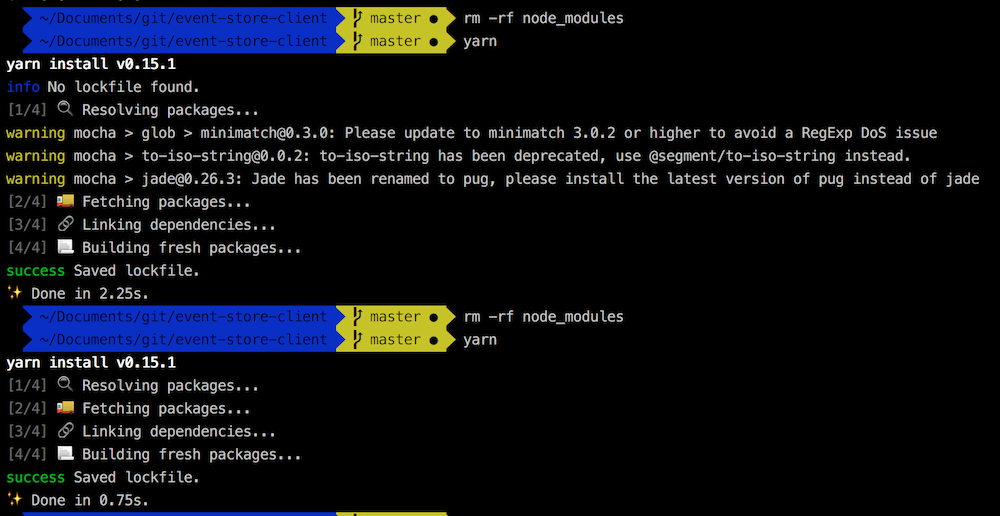 ~/Documents/git/event-store-client master ● rm -rf node_modules
~/Documents/git/event-store-client master ● yarn
yarn install v0.15.1
info No lockfile found.
[1/4] 🔍 Resolving packages...
warning mocha > glob > minimatch@0.3.0: Please update to minimatch 3.0.2 or higher to avoid a RegExp DoS issue
warning mocha > to-iso-string@0.0.2: to-iso-string has been deprecated, use @segment/to-iso-string instead.
warning mocha > jade@0.26.3: Jade has been renamed to pug, please install the latest version of pug instead of jade
[2/4] 🚚 Fetching packages...
[3/4] 🔗 Linking dependencies...
[4/4] 📃 Building fresh packages...
success Saved lockfile.
✨ Done in 2.25s.
~/Documents/git/event-store-client master ● rm -rf node_modules
~/Documents/git/event-store-client master ● yarn
yarn install v0.15.1
[1/4] 🔍 Resolving packages...
[2/4] 🚚 Fetching packages...
[3/4] 🔗 Linking dependencies...
[4/4] 📃 Building fresh packages...
success Saved lockfile.
✨ Done in 0.75s.